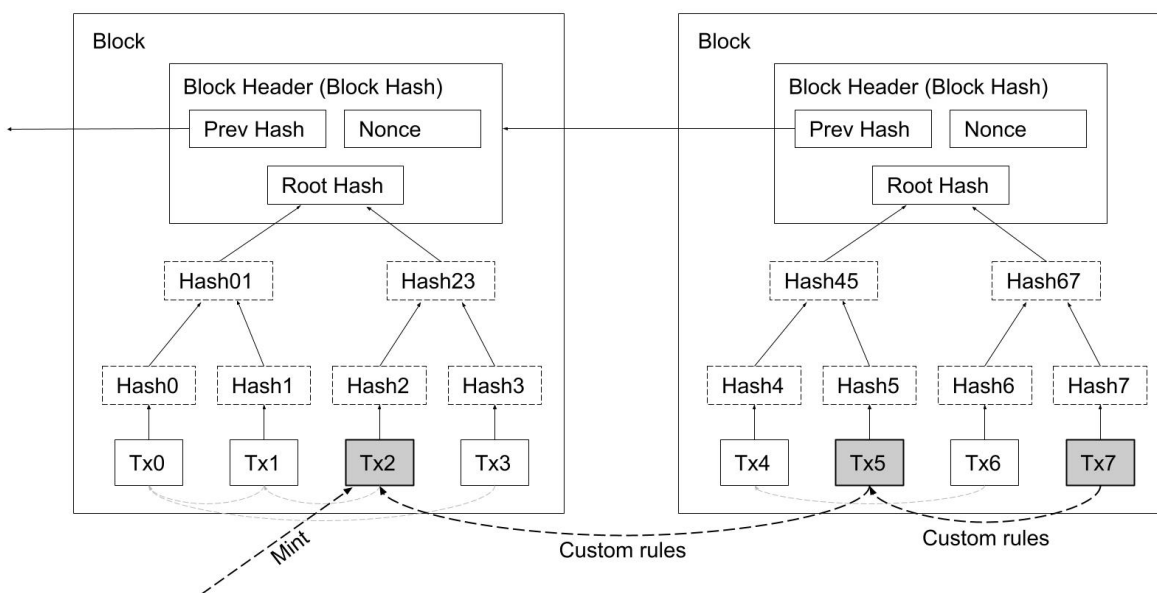 Block
Block
Block Header (Block Hash)
Block Header (Block Hash)
Prev Hash
Nonce
Prev Hash
Nonce
Root Hash
Root Hash
Hash01
Hash23
Hash45
Hash67
Hash0
Hash1
Hash2
Hash3
Hash4
Hash5
Hash6
Hash7
Tx0
Tx1
Tx2
Tx3
Tx4
Tx5
Tx6
Tx7
Mint
Custom rules
Custom rules